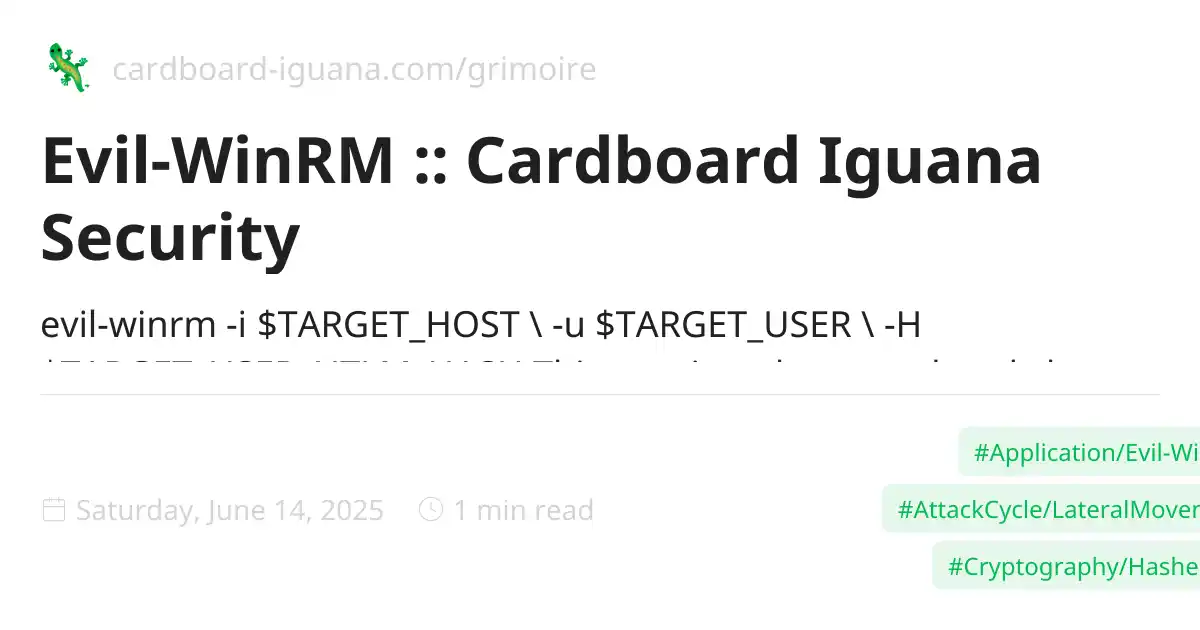 cardboard-iguana.com/grimoire
Evil-WinRM :: Cardboard Iguana
Security
evil-winrm -i $TARGET_HOST \ -u $TARGET_USER \ -H
#Application/Evil-Wi
#AttackCycle/LateralMover
Saturday, June 14, 2025 1 min read
#Cryptography/Hashe